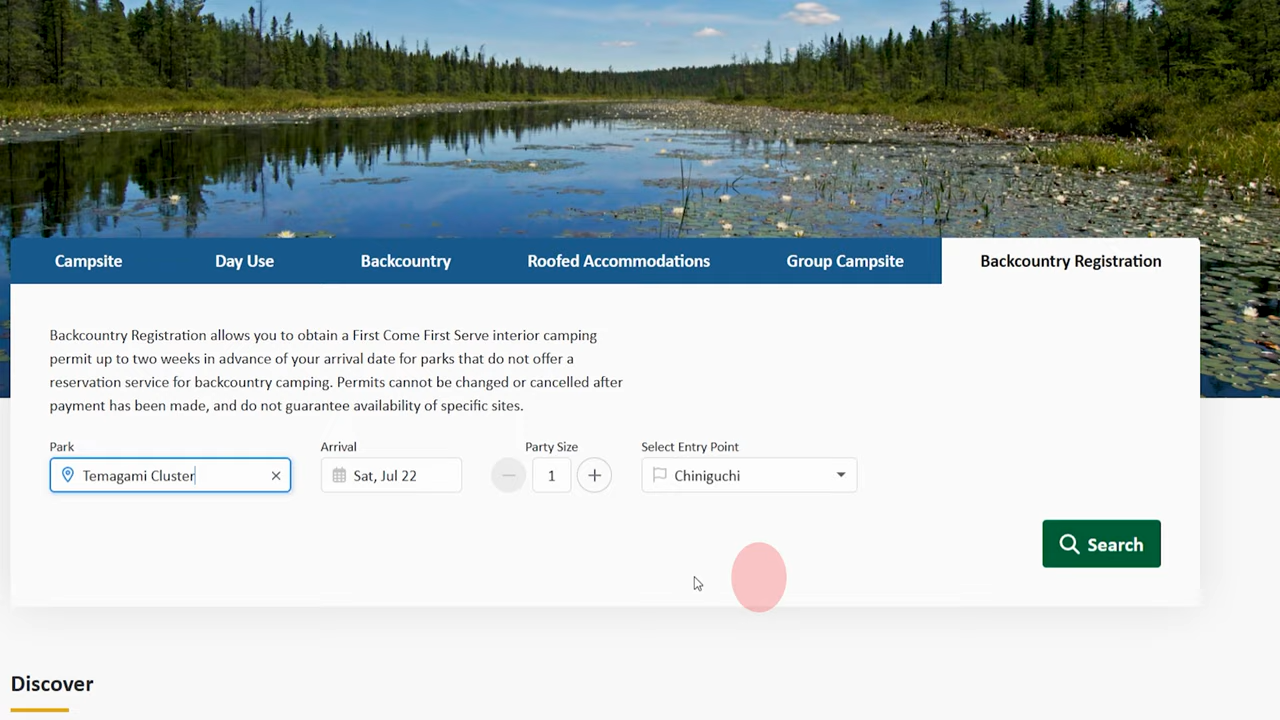 Campsite
Day Use
Backcountry
Roofed Accommodations
Group Campsite
Backcountry Registration
Backcountry Registration allows you to obtain a First Come First Serve interior camping
permit up to two weeks in advance of your arrival date for parks that do not offer a
reservation service for backcountry camping. Permits cannot be changed or cancelled after
payment has been made, and do not guarantee availability of specific sites.
Park
Arrival
Party Size
Select Entry Point
Temagami Cluster
Sat, Jul 22
1
Chiniguchi
Search
Discover